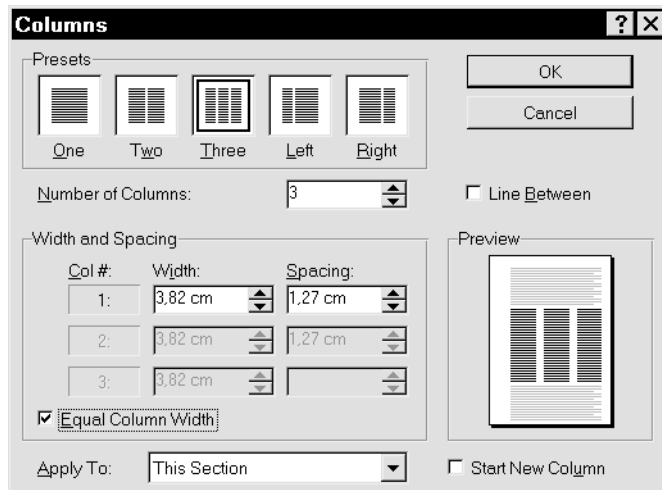 Columns
Presets
OK
Cancel
One Two Three Left Right
Number of Columns: 3
Line Between
Width and Spacing
Preview
Col #: Width: Spacing:
1: 3,82 cm 1,27 cm
2: 3,82 cm 1,27 cm
3: 3,82 cm
Equal Column Width
Apply To: This Section
Start New Column